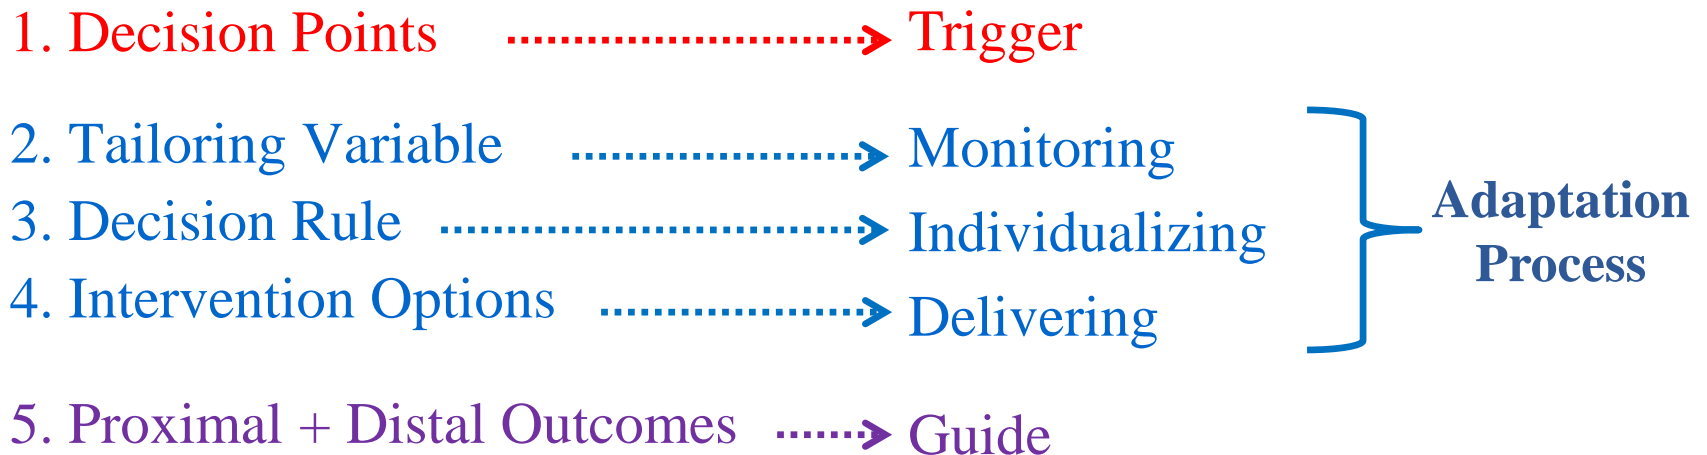 1. Decision Points Trigger
2. Tailoring Variable Monitoring
3. Decision Rule Individualizing
4. Intervention Options Delivering
Adaptation
Process
5. Proximal + Distal Outcomes Guide